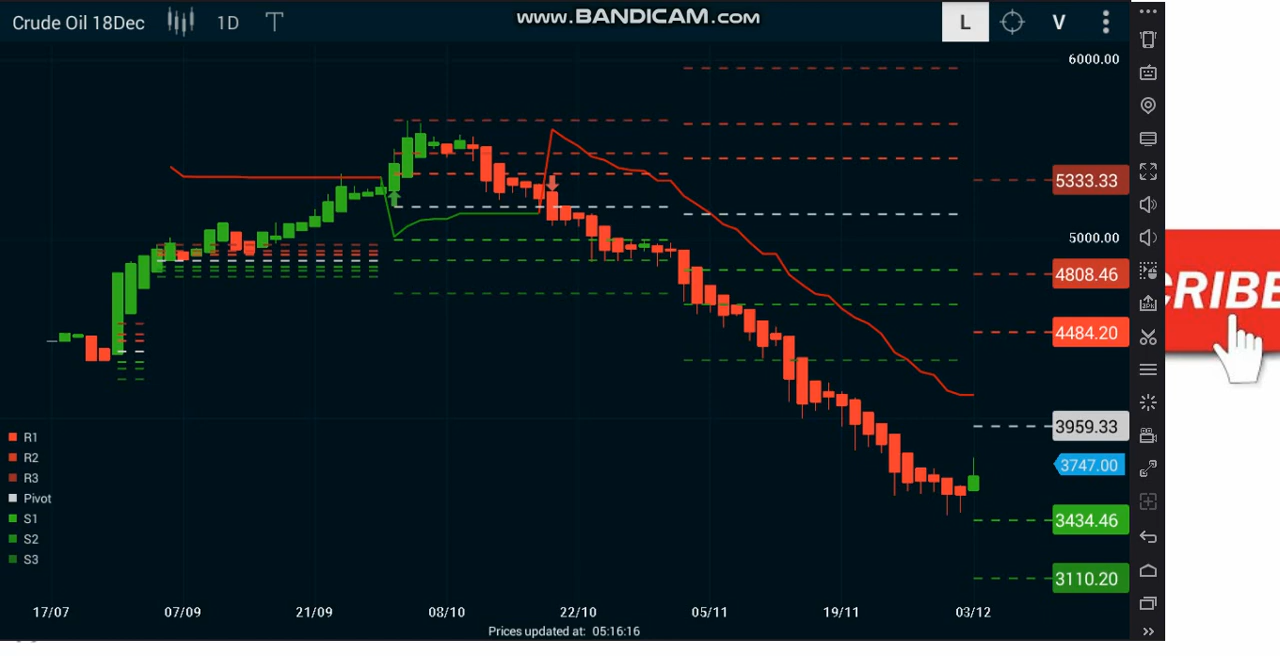 www.BANDICAM.com
Crude Oil 18Dec 1D T L V
6000.00
5333.33
5000.00
4808.46
4484.20
3959.33
3747.00
3434.46
3110.20
R1
R2
R3
Pivot
S1
S2
S3
17/07 07/09 21/09 08/10 22/10 05/11 19/11 03/12
Prices updated at: 05:16:16
CRIBE